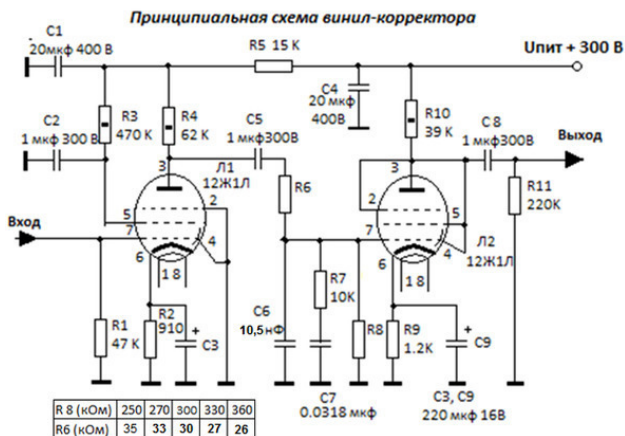 Принципиальная схема винил-корректора
C1
20мкф 400 В
R5 15 K
Uпит + 300 В
C4
20 мкф
400В
C2
1 мкф 300 В
R3
470 K
R4
62 K
C5
1 мкф300В
R10
39 K
C 8
1 мкф300В
Выход
3
Л1
12Ж1Л
R6
3
R11
220K
2
2
Вход
5
7
4
5
7
4
Л2
12Ж1Л
6
1 8
6
1 8
R1
47 K
R2
910
+
C3
C6
10,5нФ
R7
10K
R8
R9
1.2K
+
C9
C7
0.0318 мкф
C3, C9
220 мкф 16В
R 8 (кОм) 250 270 300 330 360
R6 (кОм) 35 33 30 27 26